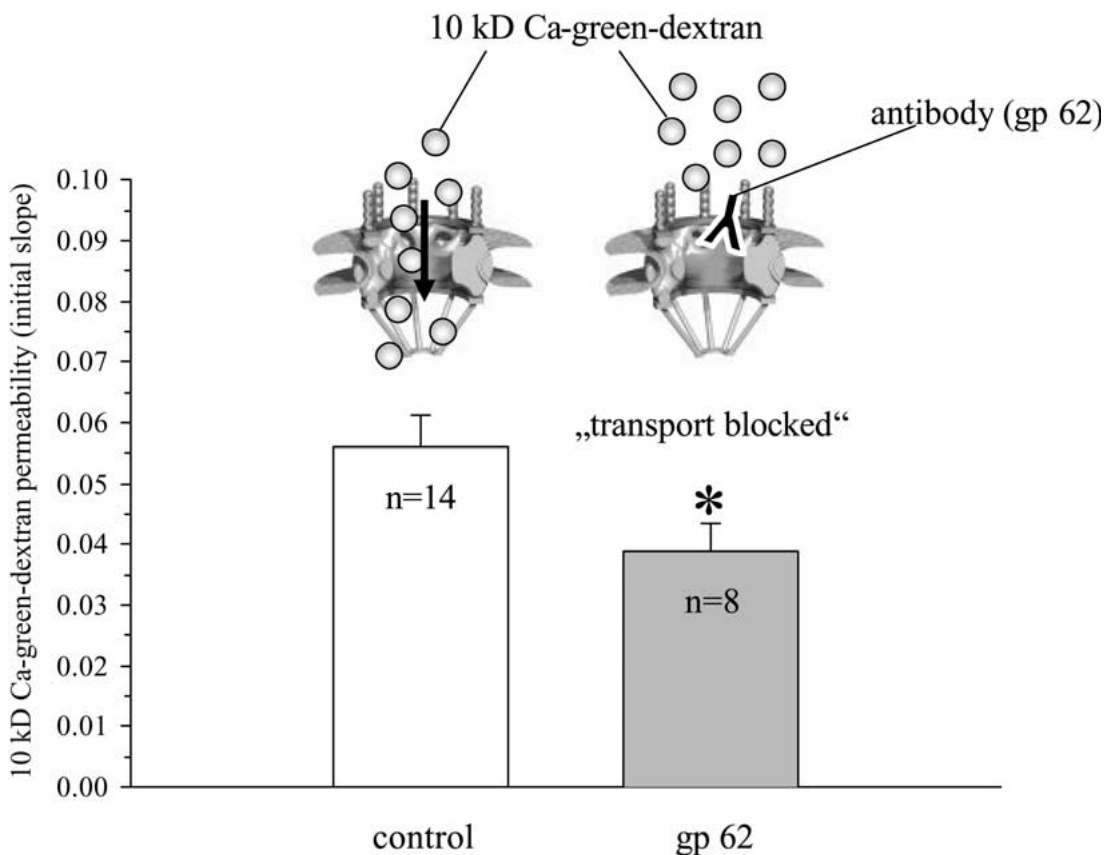 10 kD Ca-green-dextran
antibody (gp 62)
10 kD Ca-green-dextran permeability (initial slope)
0.10
0.09
0.08
0.07
0.06
0.05
0.04
0.03
0.02
0.01
0.00
„transport blocked“
n=14
*
n=8
control
gp 62